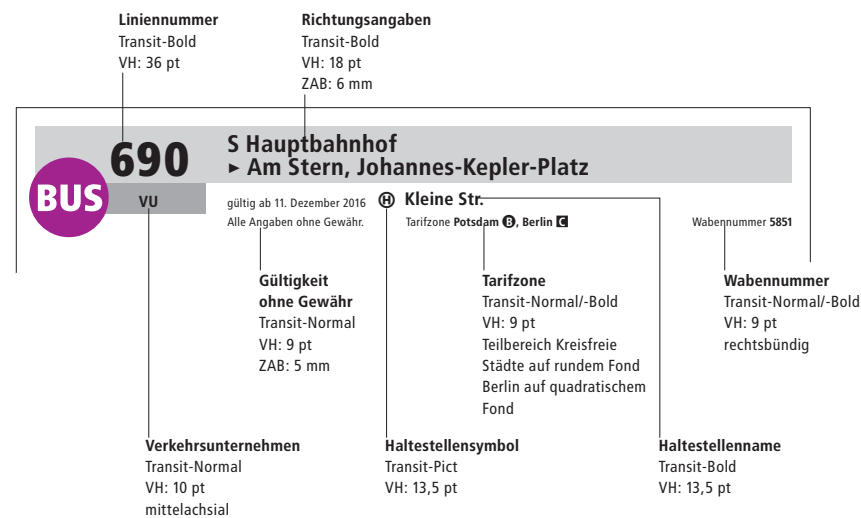 Liniennummer
Transit-Bold
VH: 36 pt
Richtungsangaben
Transit-Bold
VH: 18 pt
ZAB: 6 mm
690
S Hauptbahnhof
► Am Stern, Johannes-Kepler-Platz
BUS
VU
gültig ab 11. Dezember 2016
Ⓗ Kleine Str.
Alle Angaben ohne Gewähr.
Tarifzone Potsdam B, Berlin C
Wabennummer 5851
Gültigkeit
ohne Gewähr
Transit-Normal
VH: 9 pt
ZAB: 5 mm
Tarifzone
Transit-Normal/-Bold
VH: 9 pt
Teilbereich Kreisfreie
Städte auf rundem Fond
Berlin auf quadratischem
Fond
Wabennummer
Transit-Normal/-Bold
VH: 9 pt
rechtsbündig
Verkehrsunternehmen
Transit-Normal
VH: 10 pt
mittelachsial
Haltestellensymbol
Transit-Pict
VH: 13,5 pt
Haltestellenname
Transit-Bold
VH: 13,5 pt